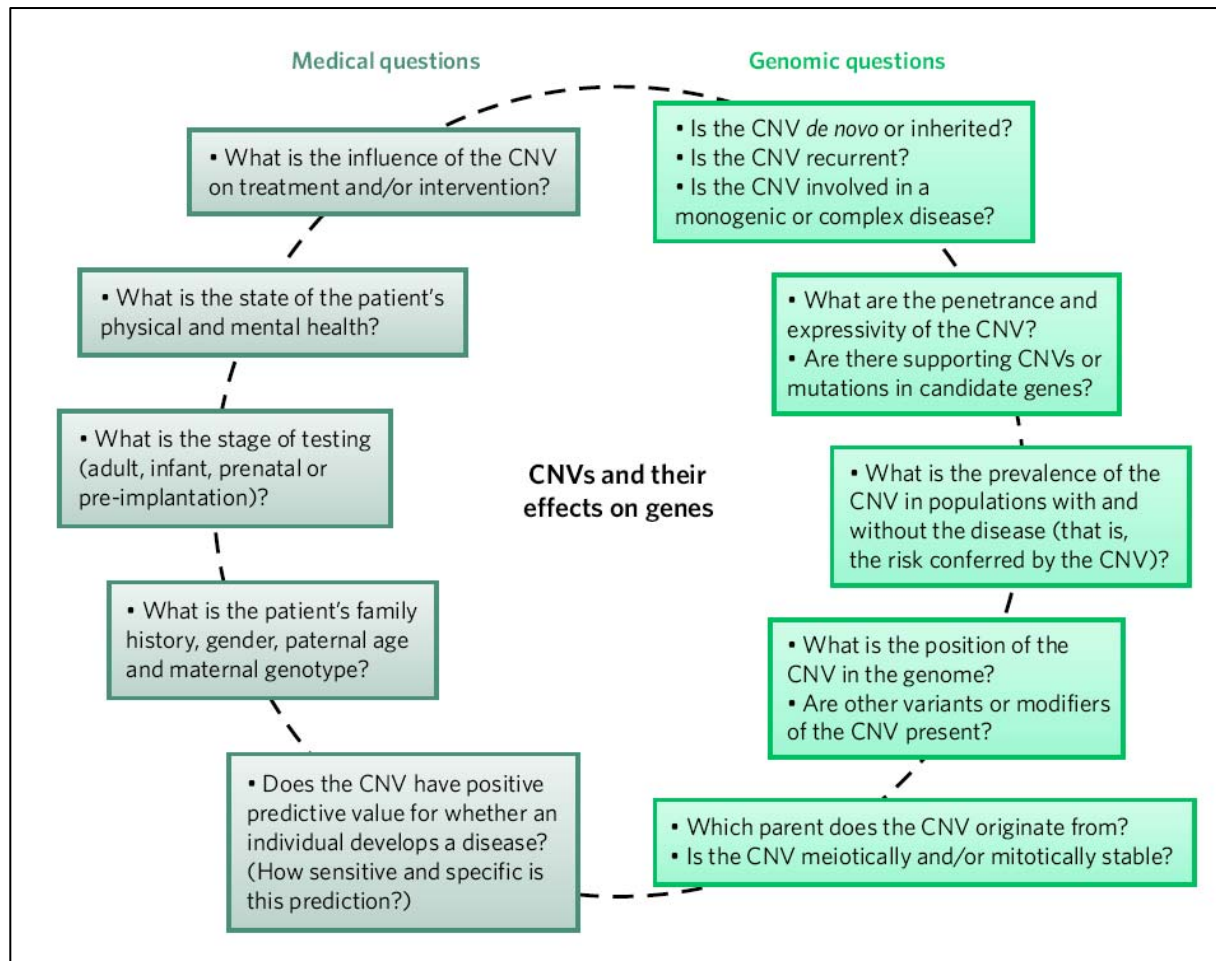 Medical questions
• What is the influence of the CNV
on treatment and/or intervention?
• What is the state of the patient's
physical and mental health?
• What is the stage of testing
(adult, infant, prenatal or
pre-implantation)?
• What is the patient's family
history, gender, paternal age
and maternal genotype?
• Does the CNV have positive
predictive value for whether an
individual develops a disease?
(How sensitive and specific is
this prediction?)
CNVs and their
effects on genes
Genomic questions
• Is the CNV de novo or inherited?
• Is the CNV recurrent?
• Is the CNV involved in a
monogenic or complex disease?
• What are the penetrance and
expressivity of the CNV?
• Are there supporting CNVs or
mutations in candidate genes?
• What is the prevalence of the
CNV in populations with and
without the disease (that is,
the risk conferred by the CNV)?
• What is the position of the
CNV in the genome?
• Are other variants or modifiers
of the CNV present?
• Which parent does the CNV originate from?
• Is the CNV meiotically and/or mitotically stable?